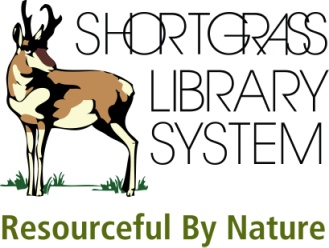 SHORTGRASS
LIBRARY
SYSTEM
Resourceful By Nature